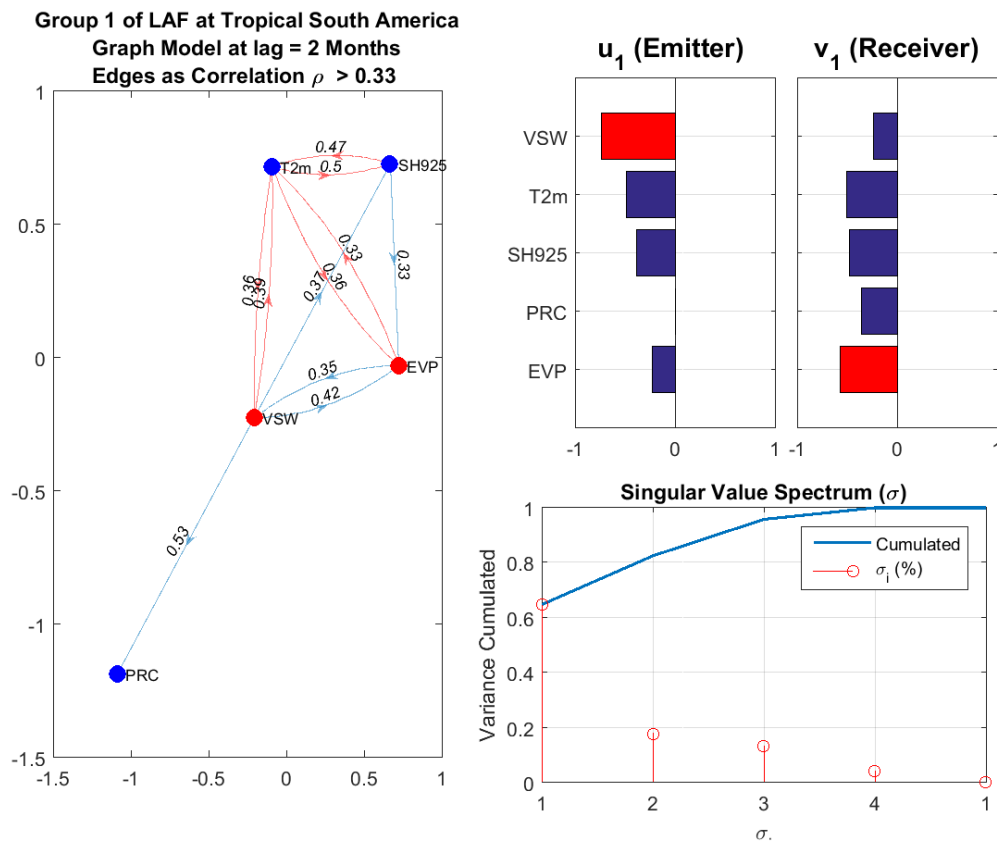 Group 1 of LAF at Tropical South America
Graph Model at lag = 2 Months
Edges as Correlation ρ > 0.33
1
0.5
0
-0.5
-1
-1.5
-1.5
-1
-0.5
0
0.5
1
T2m
SH925
EVP
VSW
PRC
0.47
0.5
0.36
0.39
0.33
0.36
0.37
0.33
0.35
0.42
0.53
u1 (Emitter)
VSW
T2m
SH925
PRC
EVP
-1
0
1
v1 (Receiver)
-1
0
1
Singular Value Spectrum (σ)
Variance Cumulated
1
0.8
0.6
0.4
0.2
0
Cumulated
σi (%)
1
2
3
4
1